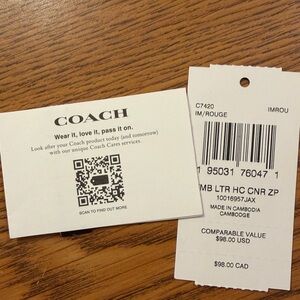 COACH
Wear it, love it, pass it on.
Look after your Coach product today (and tomorrow)
with our unique Coach Cares services.
SCAN TO FIND OUT MORE
C7420
IM/ROUGE
IMROU
1 95031 76047 1
MB LTR HC CNR ZP
10016957JAX
MADE IN CAMBODIA
CAMBODGE
COMPARABLE VALUE
$98.00 USD
$98.00 CAD